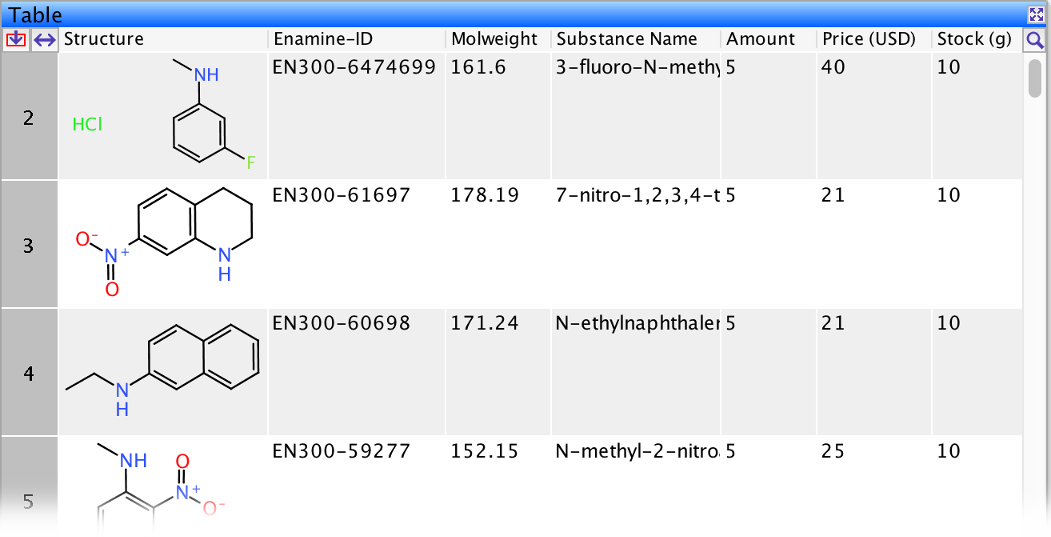 Table
Structure Enamine-ID Molweight Substance Name Amount Price (USD) Stock (g)
2 HCl NH F EN300-6474699 161.6 3-fluoro-N-methy 5 40 10
3 O⁻ N⁺ O N H EN300-61697 178.19 7-nitro-1,2,3,4-t 5 21 10
4 N H EN300-60698 171.24 N-ethylnaphthaler 5 21 10
5 NH O N⁺ O⁻ EN300-59277 152.15 N-methyl-2-nitro 5 25 10